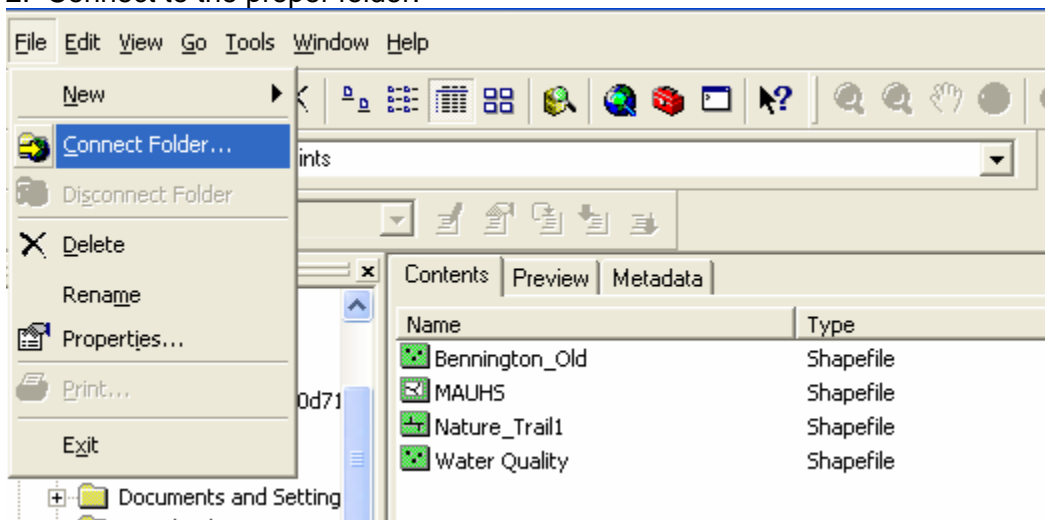 2. Connect to the proper folder.
File Edit View Go Tools Window Help
New
Connect Folder...
ints
Disconnect Folder
Delete
Rename
Properties...
Print...
Exit
Contents Preview Metadata
Name Type
Bennington_Old Shapefile
MAUHS Shapefile
0d71
Nature_Trail1 Shapefile
Water Quality Shapefile
Documents and Setting